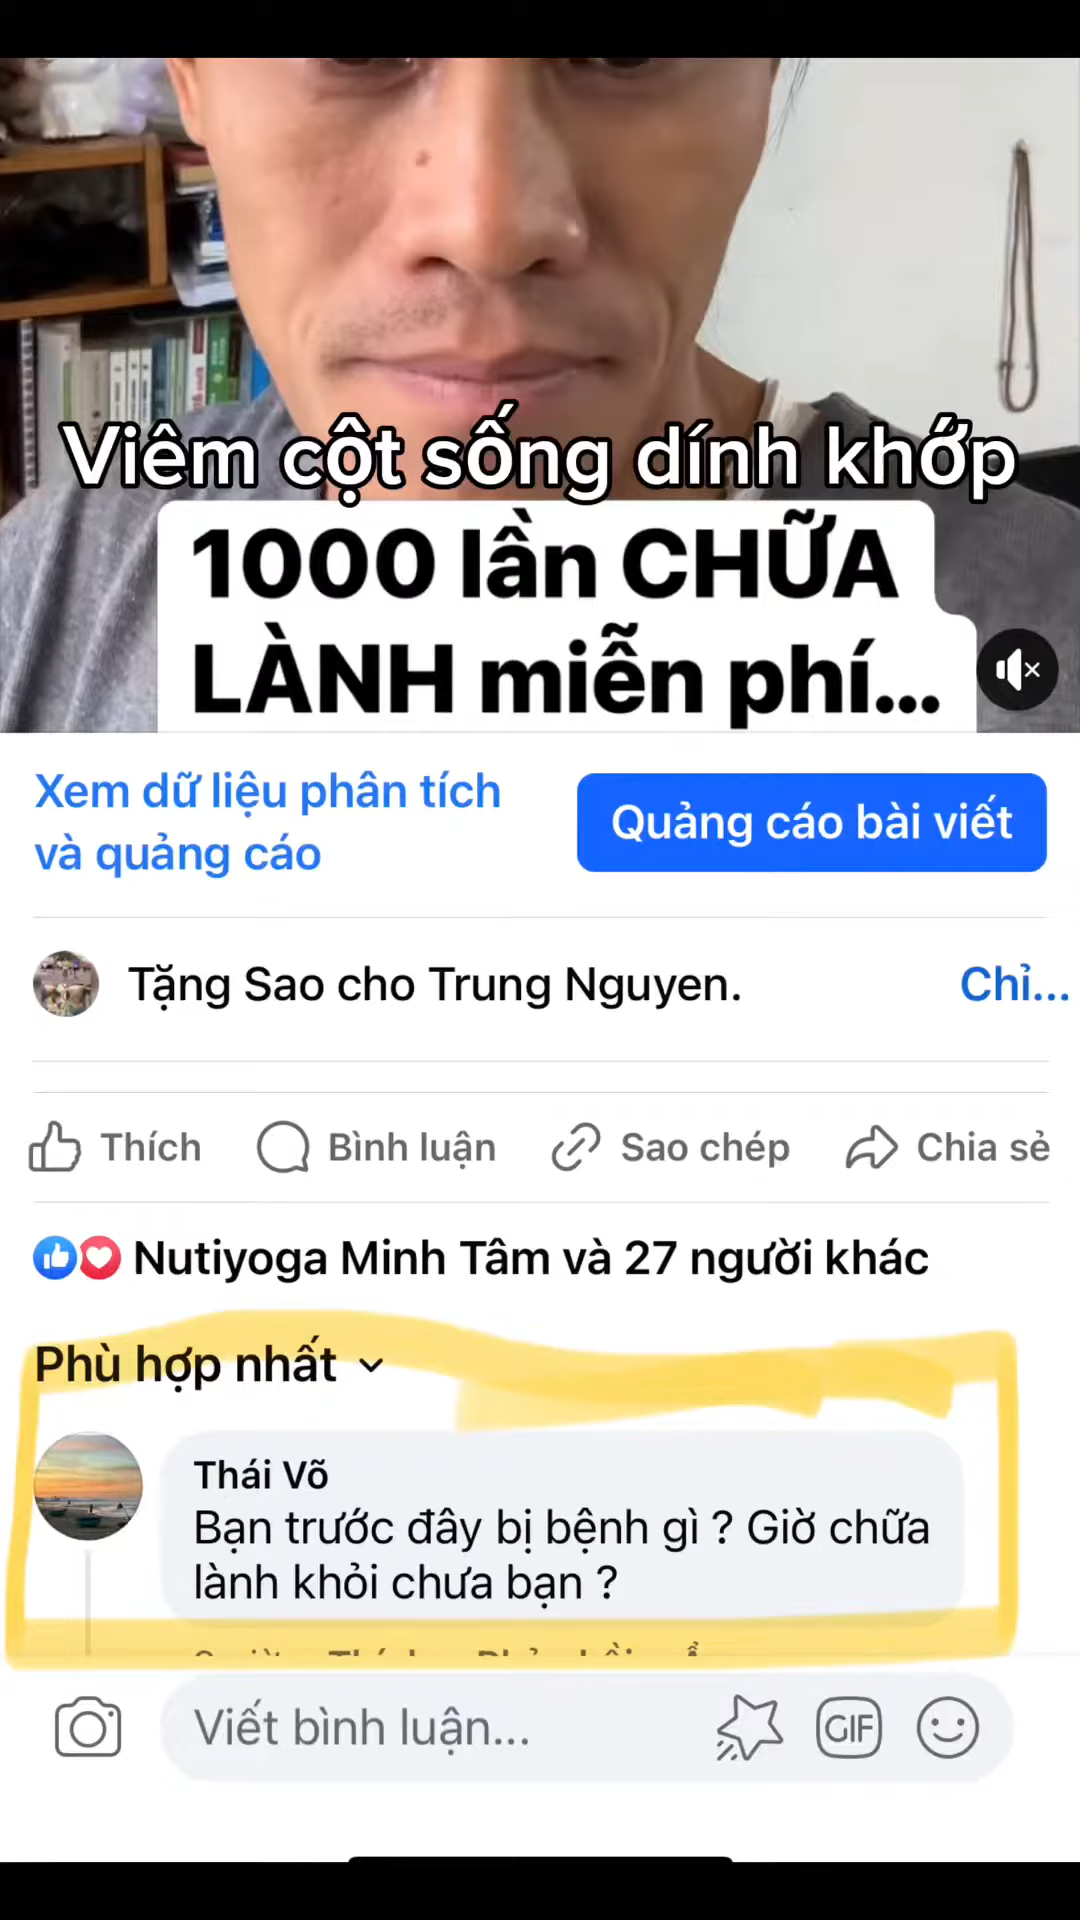 Viêm cột sống dính khớp
1000 lần CHỮA
LÀNH miễn phí...
Xem dữ liệu phân tích
và quảng cáo
Quảng cáo bài viết
Tặng Sao cho Trung Nguyen.
Chỉ...
Thích
Bình luận
Sao chép
Chia sẻ
Nutiyoga Minh Tâm và 27 người khác
Phù hợp nhất
Thái Võ
Bạn trước đây bị bệnh gì ? Giờ chữa
lành khỏi chưa bạn ?
Viết bình luận...
GIF